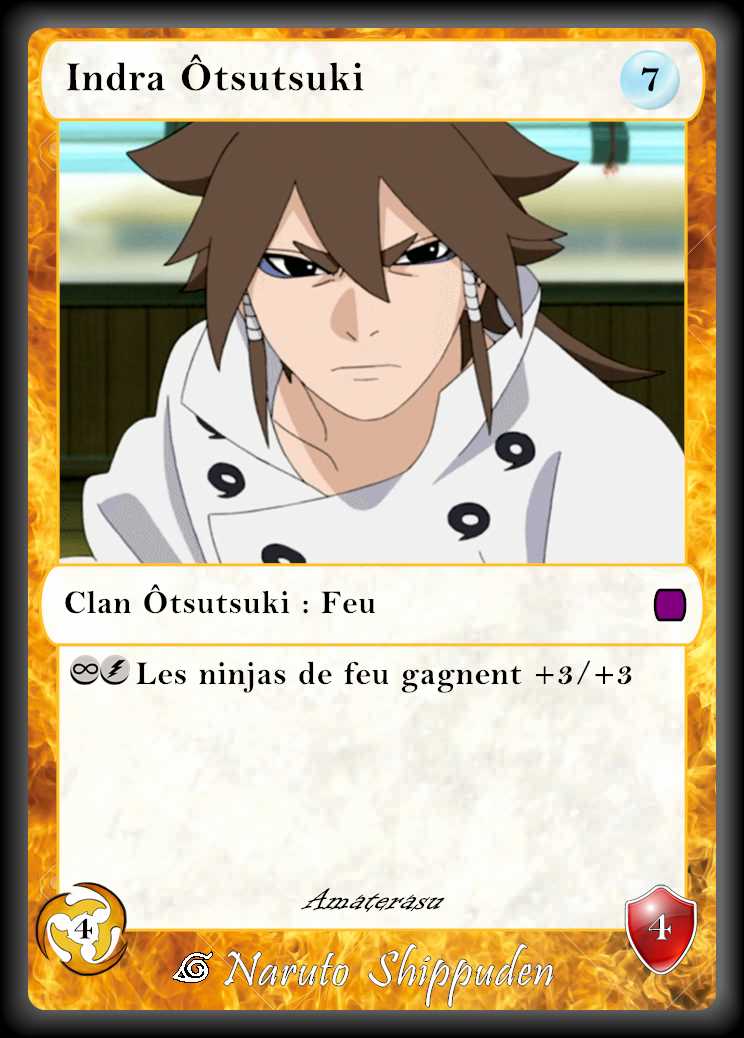 Indra Ôtsutsuki
7
Clan Ôtsutsuki : Feu
Les ninjas de feu gagnent +3/+3
Amaterasu
4
4
Naruto Shippuden